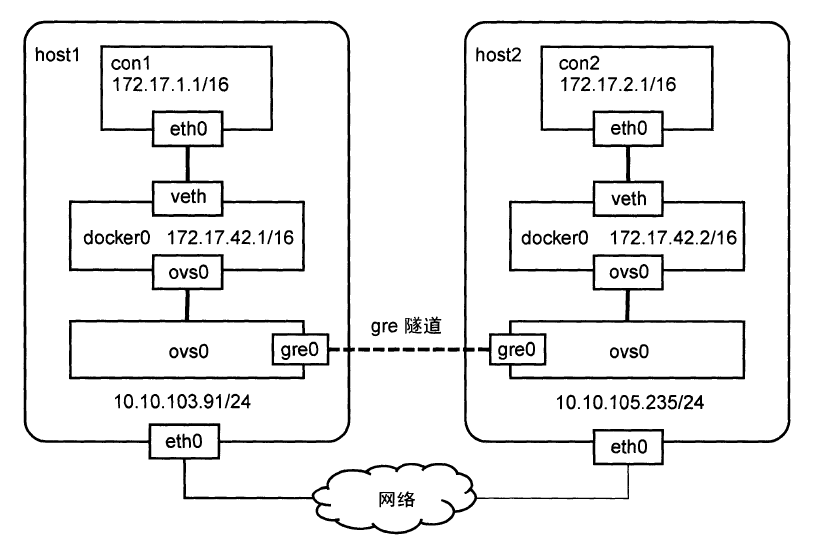 host1
con1
172.17.1.1/16
eth0
veth
docker0 172.17.42.1/16
ovs0
ovs0
gre0
10.10.103.91/24
eth0
gre 隧道
host2
con2
172.17.2.1/16
eth0
veth
docker0 172.17.42.2/16
ovs0
gre0
ovs0
10.10.105.235/24
eth0
网络